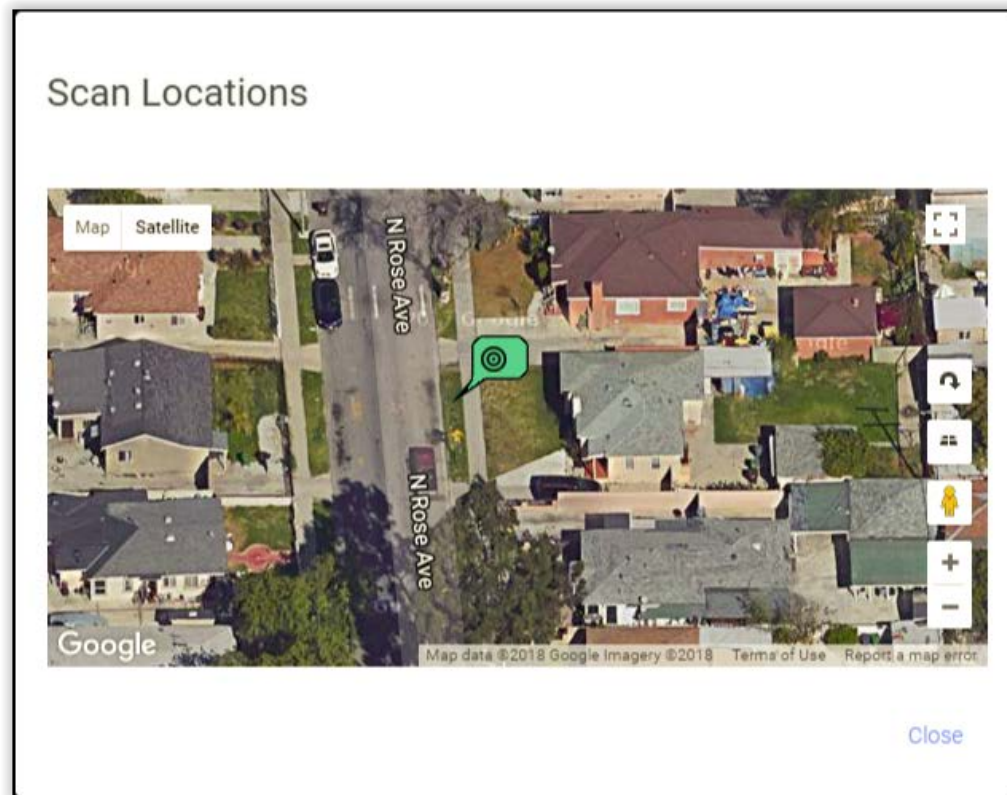 Scan Locations
Map Satellite
N Rose Ave
Google
N Rose Ave
Google
Map data ©2018 Google Imagery ©2018 Terms of Use Report a map error
Close